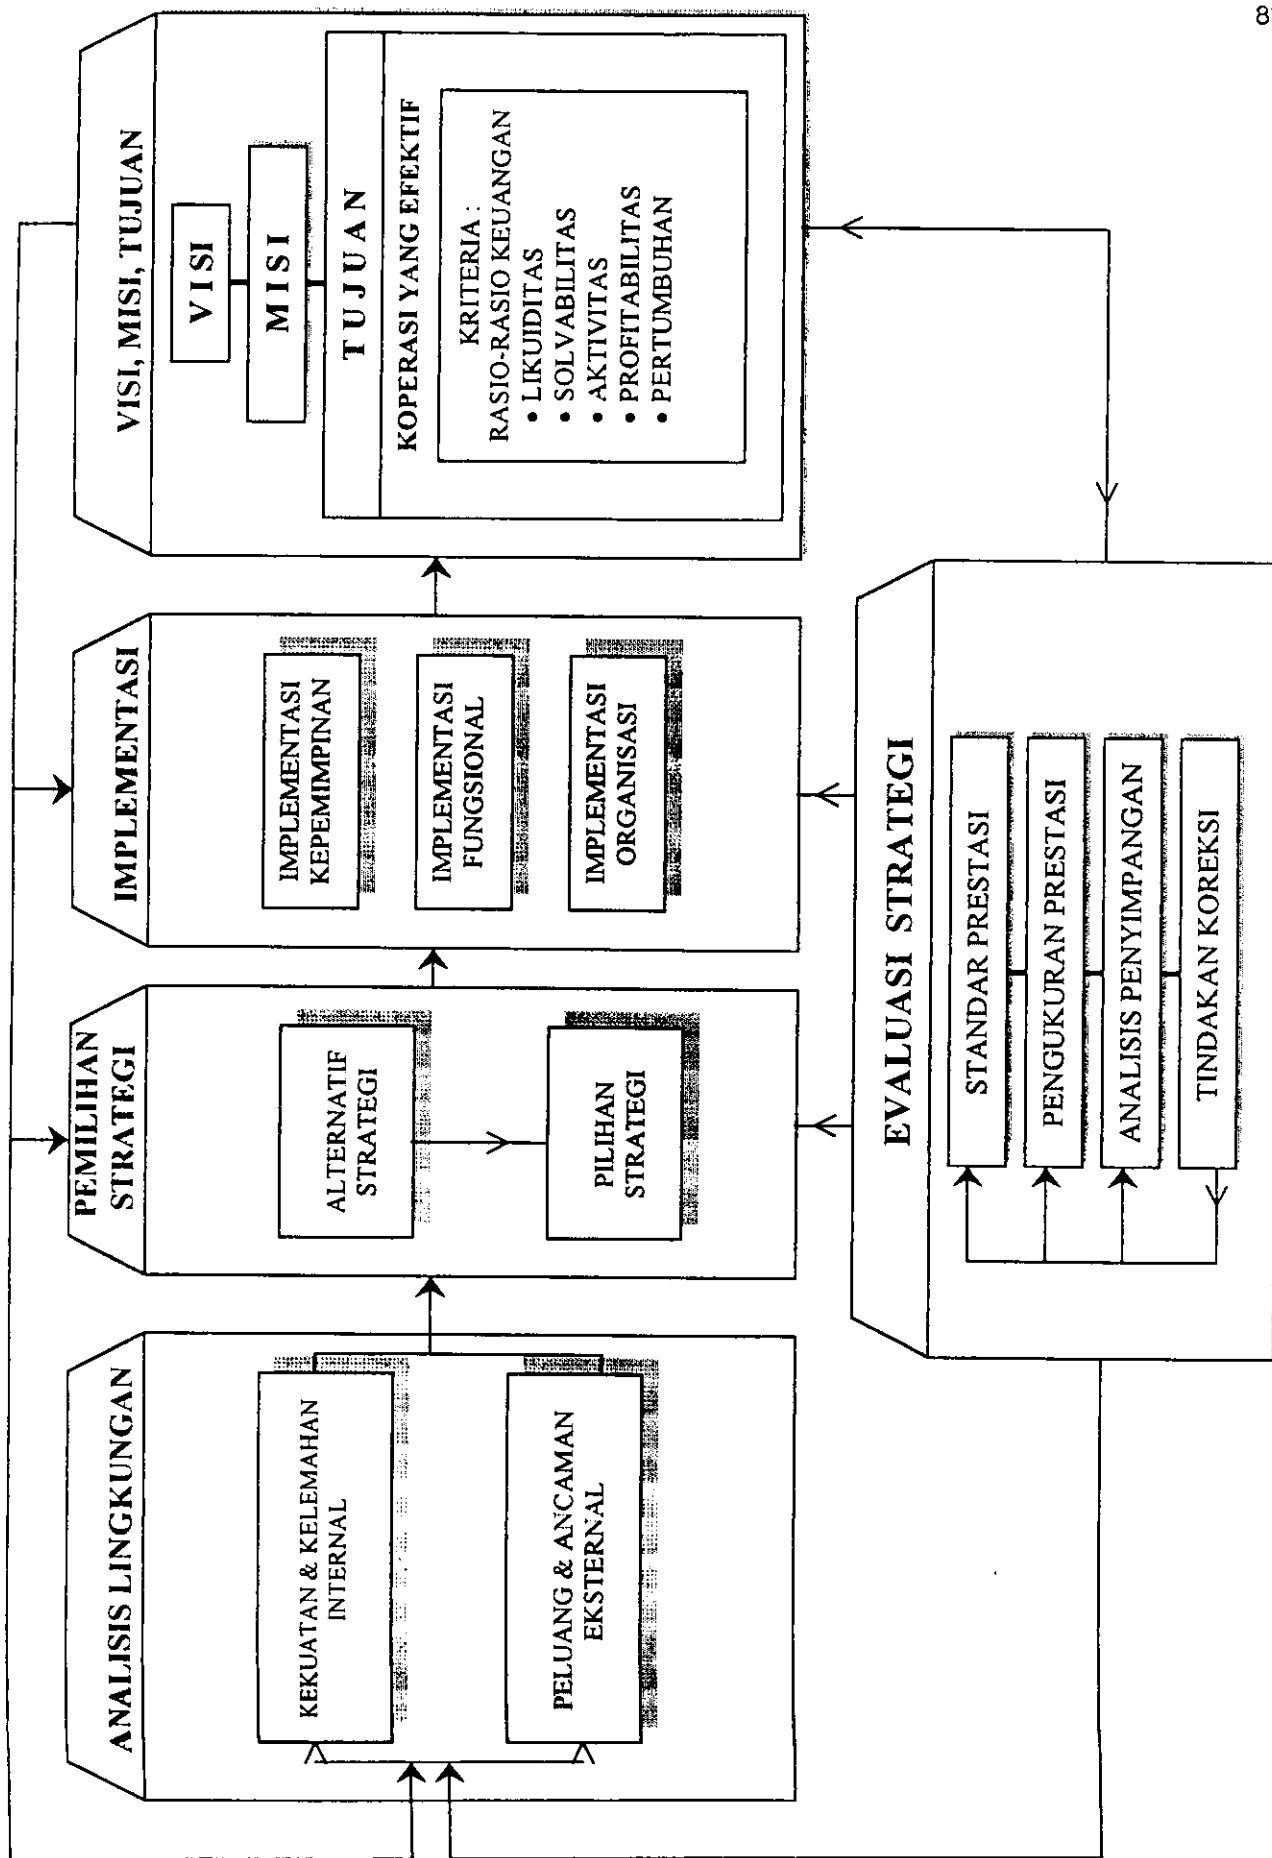 8
ANALISIS LINGKUNGAN
KEKUATAN & KELEMAHAN
INTERNAL
PELUANG & ANCAMAN
EKSTERNAL
PEMILIHAN
STRATEGI
ALTERNATIF
STRATEGI
PILIHAN
STRATEGI
IMPLEMENTASI
IMPLEMENTASI
KEPEMIMPINAN
IMPLEMENTASI
FUNGSIONAL
IMPLEMENTASI
ORGANISASI
VISI, MISI, TUJUAN
VISI
MISI
TUJUAN
KOPERASI YANG EFEKTIF
KRITERIA :
RASIO-RASIO KEUANGAN
• LIKUIDITAS
• SOLVABILITAS
• AKTIVITAS
• PROFITABILITAS
• PERTUMBUHAN
EVALUASI STRATEGI
STANDAR PRESTASI
PENGUKURAN PRESTASI
ANALISIS PENYIMPANGAN
TINDAKAN KOREKSI